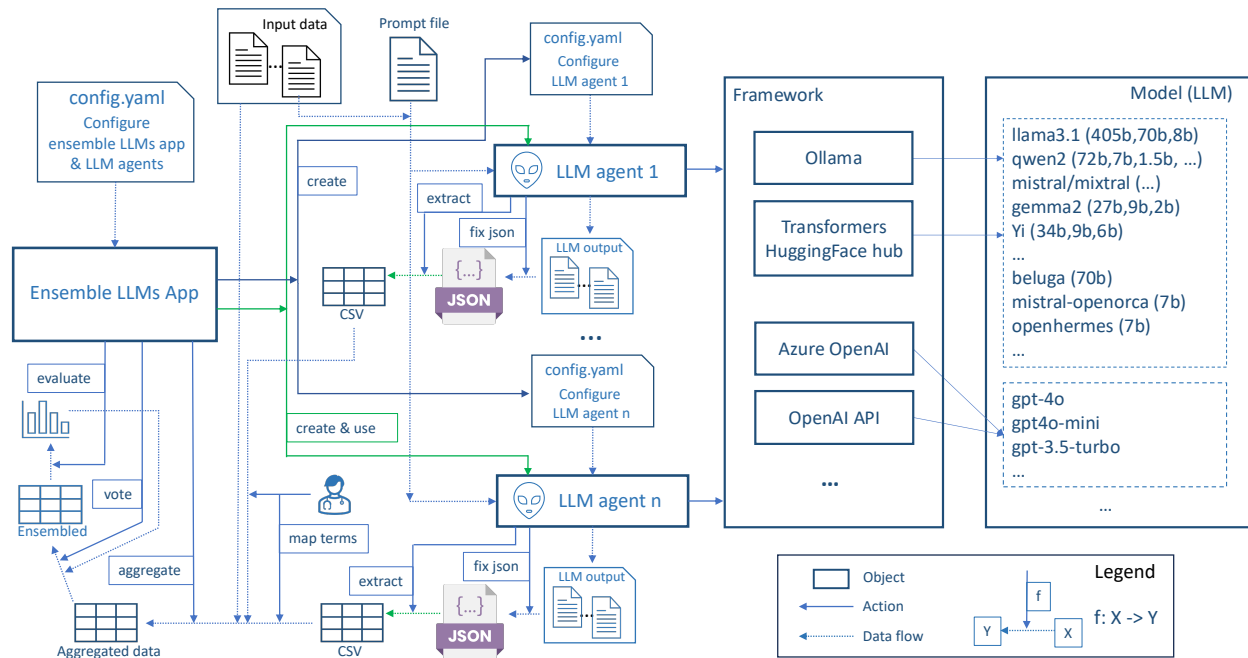 Input data
Prompt file
config.yaml
Configure
LLM agent 1
config.yaml
Configure
ensemble LLMs app
& LLM agents
create
LLM agent 1
extract
fix json
LLM output
{...}
JSON
CSV
...
Ensemble LLMs App
config.yaml
Configure
LLM agent n
evaluate
create & use
vote
Ensembled
map terms
aggregate
LLM agent n
extract
fix json
LLM output
{...}
JSON
CSV
Aggregated data
Framework
Ollama
Transformers
HuggingFace hub
Azure OpenAI
OpenAI API
...
Model (LLM)
llama3.1 (405b,70b,8b)
qwen2 (72b,7b,1.5b, ...)
mistral/mixtral (...)
gemma2 (27b,9b,2b)
Yi (34b,9b,6b)
...
beluga (70b)
mistral-openorca (7b)
openhermes (7b)
...
gpt-4o
gpt4o-mini
gpt-3.5-turbo
...
...
Legend
Object
Action
Data flow
f
Y
X
f: X -> Y